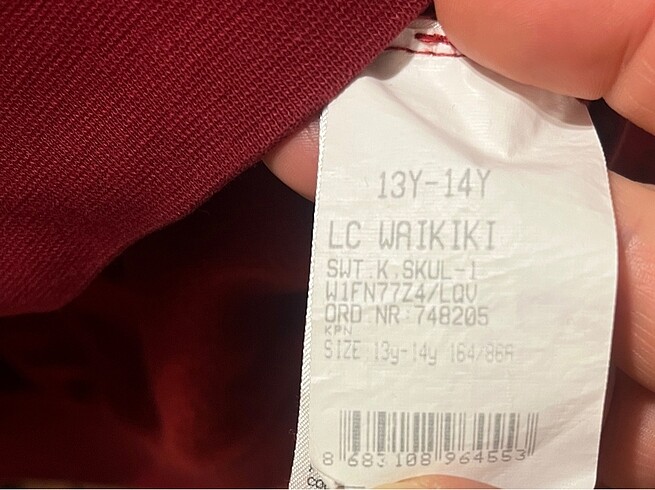 13Y-14Y
LC WAIKIKI
SWT.K.SKUL-1
W1FN77Z4/LQV
ORD NR:748205
KPN
SIZE 13y-14y 164/86A
8 683108 964553